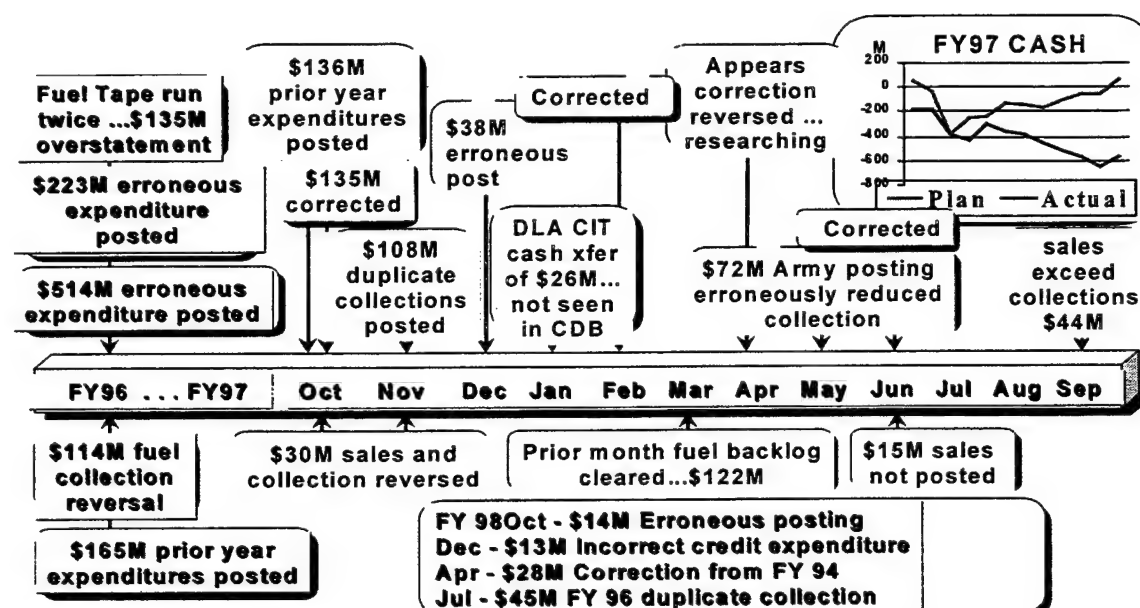 Fuel Tape run
twice ...$135M
overstatement
$223M erroneous
expenditure
posted
$514M erroneous
expenditure posted
$136M
prior year
expenditures
posted
$135M
corrected
$108M
duplicate
collections
posted
$38M
erroneous
post
Corrected
DLA CIT
cash xfer
of $26M...
not seen
in CDB
Appears
correction
reversed ...
researching
M FY97 CASH
200
0
-200
-400
-600
-800
Plan Actual
Corrected
$72M Army posting
erroneously reduced
collection
sales
exceed
collections
$44M
FY96 ... FY97 Oct Nov Dec Jan Feb Mar Apr May Jun Jul Aug Sep
$114M fuel
collection
reversal
$165M prior year
expenditures posted
$30M sales and
collection reversed
Prior month fuel backlog
cleared...$122M
$15M sales
not posted
FY 98Oct - $14M Erroneous posting
Dec - $13M Incorrect credit expenditure
Apr - $28M Correction from FY 94
Jul - $45M FY 96 duplicate collection